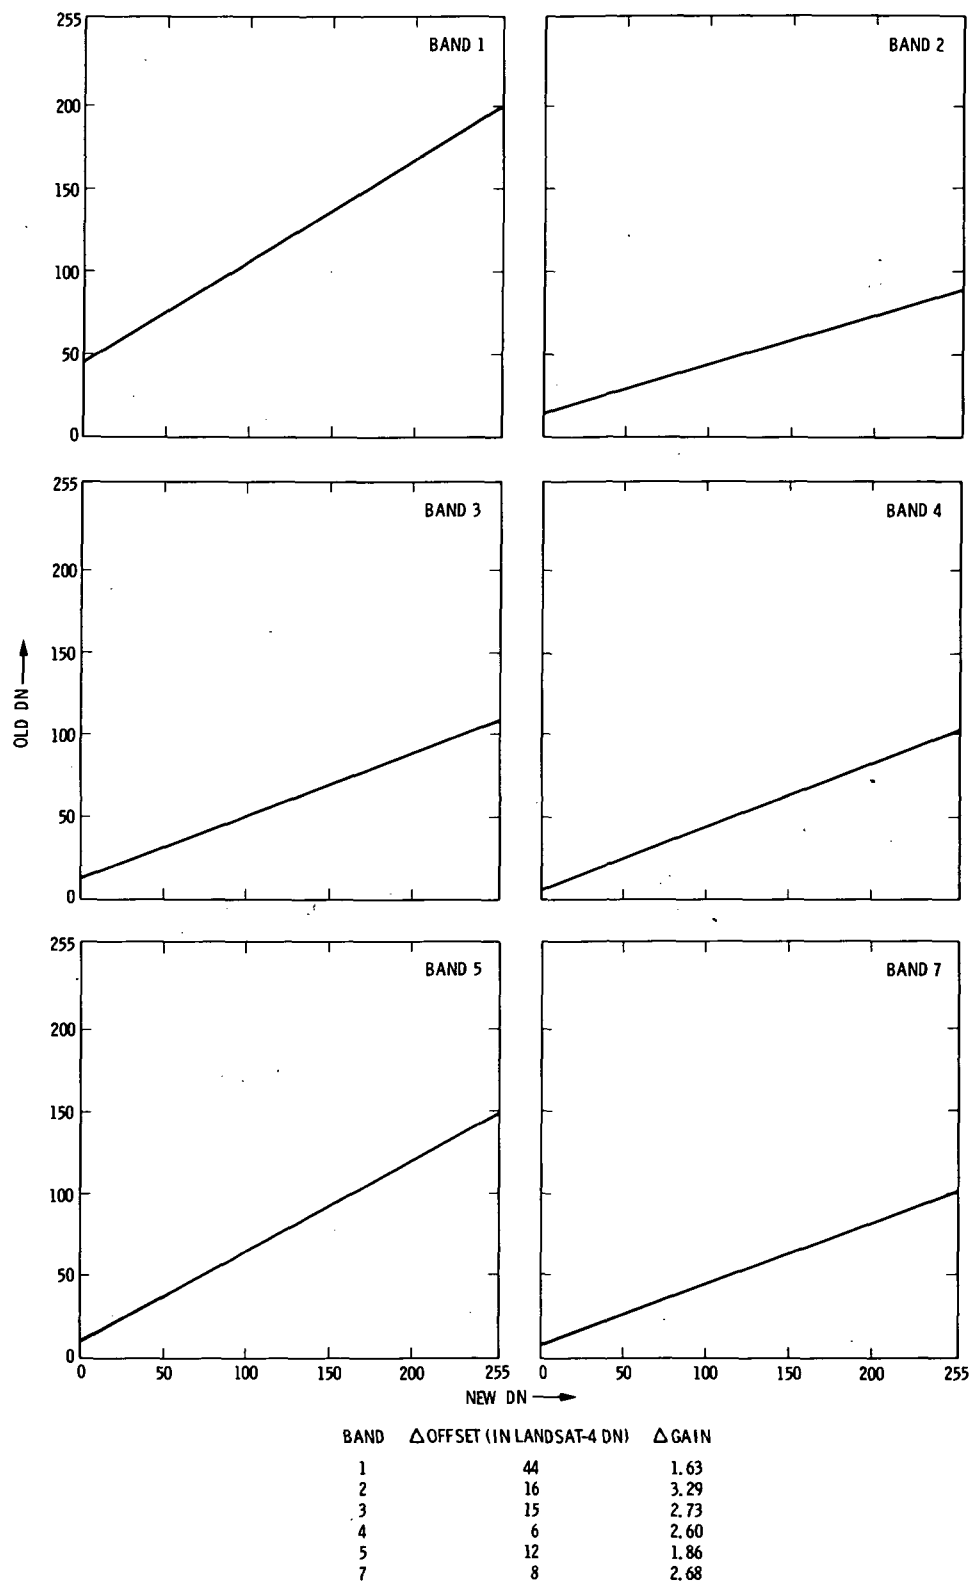 255
BAND 1
BAND 2
200
150
100
50
0
255
BAND 3
BAND 4
200
150
100
50
0
OLD DN
255
BAND 5
BAND 7
200
150
100
50
0
0 50 100 150 200 255
0 50 100 150 200 255
NEW DN
BAND △ OFFSET (IN LANDSAT-4 DN) △ GAIN
1 44 1.63
2 16 3.29
3 15 2.73
4 6 2.60
5 12 1.86
7 8 2.68